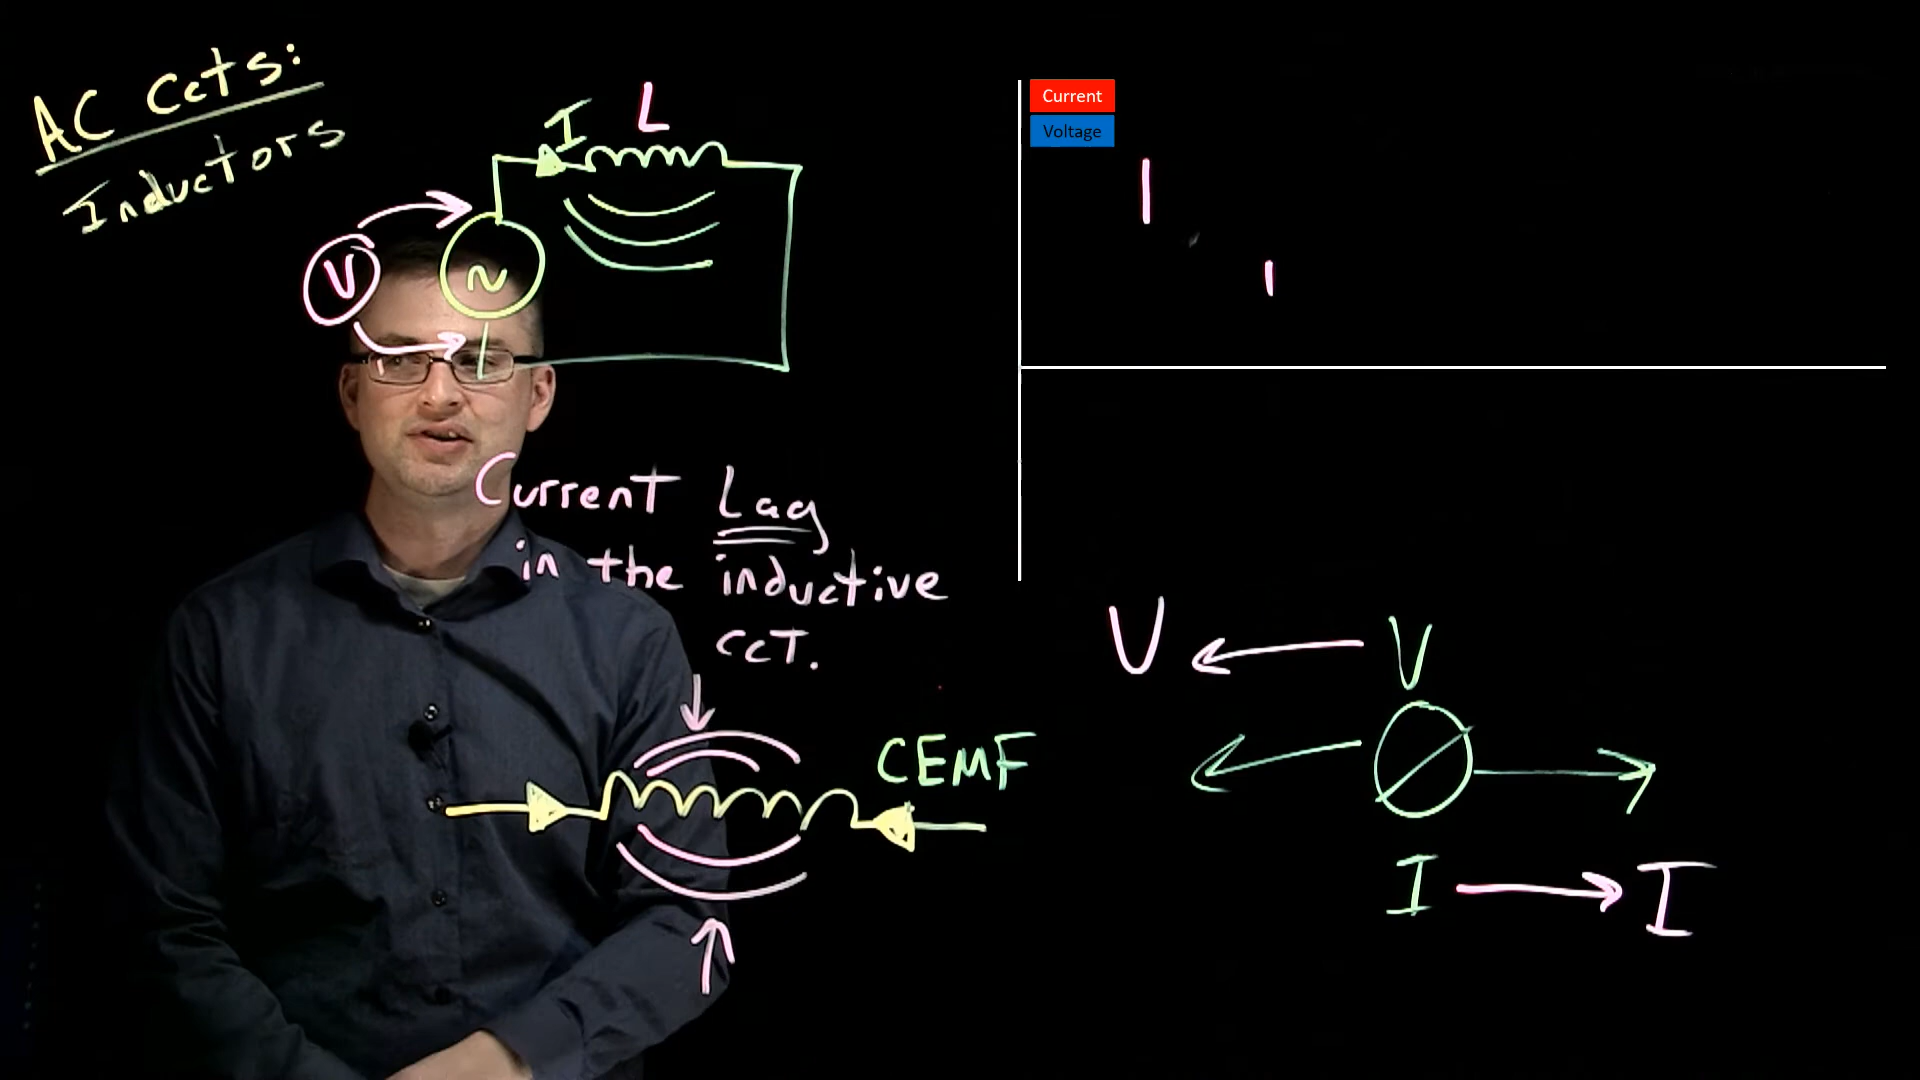 AC CcTs:
Inductors
I
L
V
~
Current
Voltage
Current Lag
in the inductive
ccT.
CEMF
V
V
Ø
I
I